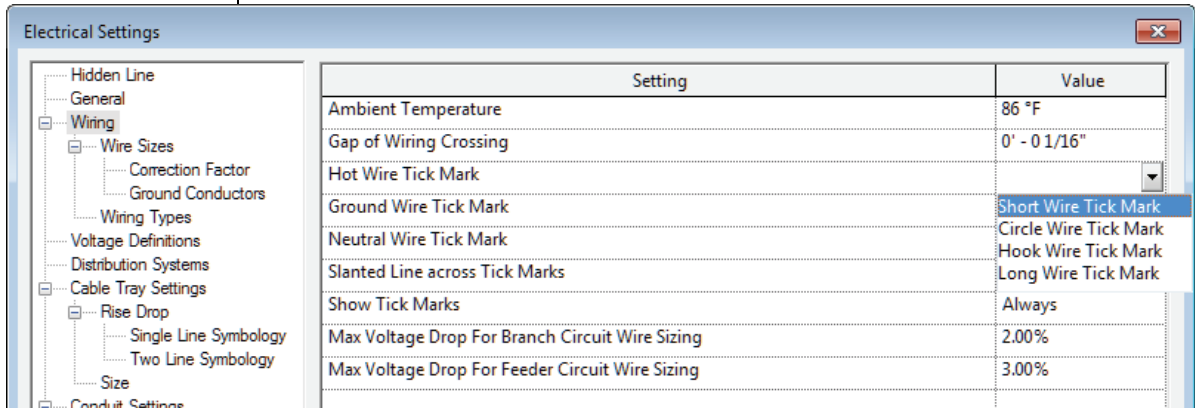 Electrical Settings
Hidden Line
General
Wiring
Wire Sizes
Correction Factor
Ground Conductors
Wiring Types
Voltage Definitions
Distribution Systems
Cable Tray Settings
Rise Drop
Single Line Symbology
Two Line Symbology
Size
Conduit Settings
Setting Value
Ambient Temperature 86 °F
Gap of Wiring Crossing 0' - 0 1/16"
Hot Wire Tick Mark
Ground Wire Tick Mark
Neutral Wire Tick Mark
Slanted Line across Tick Marks
Short Wire Tick Mark
Circle Wire Tick Mark
Hook Wire Tick Mark
Long Wire Tick Mark
Show Tick Marks Always
Max Voltage Drop For Branch Circuit Wire Sizing 2.00%
Max Voltage Drop For Feeder Circuit Wire Sizing 3.00%